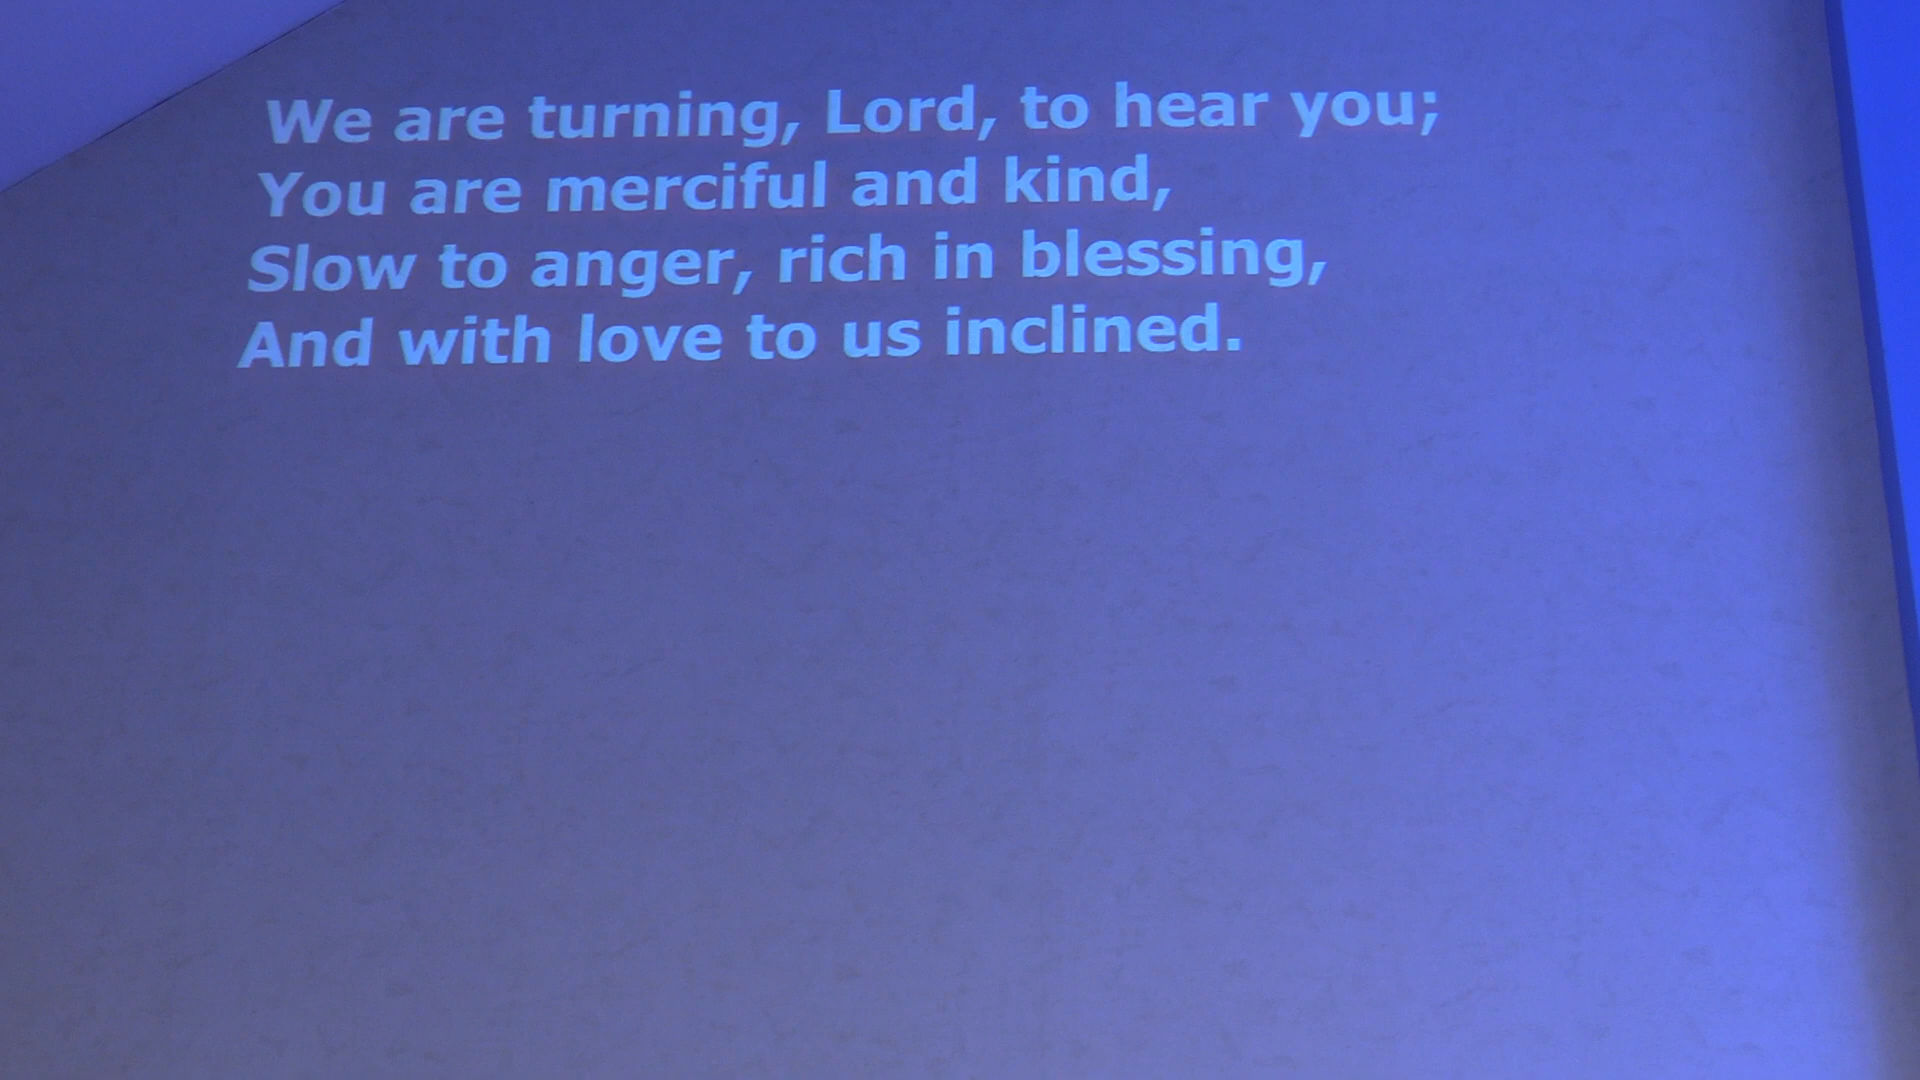 We are turning, Lord, to hear you;
You are merciful and kind,
Slow to anger, rich in blessing,
And with love to us inclined.